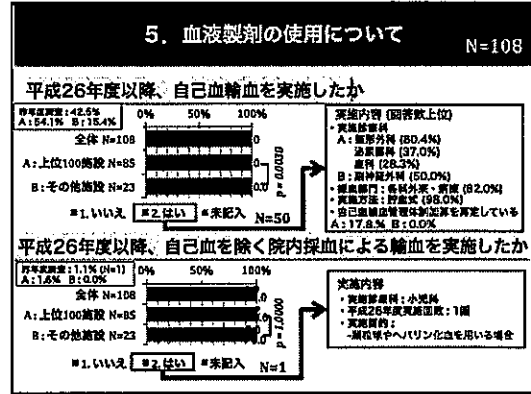 5. 血液製剤の使用について
N=108
平成26年度以降、自己血輸血を実施したか
昨年度調査:42.5%
A:54.1% B:15.4%
0% 50% 100%
全体 N=108
A:上位100施設 N=85
B:その他施設 N=23
p = 0.0030
■1.いいえ ■2.はい ■未記入 N=50
実施内容 (回答数上位)
・実施診療科
A:整形外科 (60.4%)
泌尿器科 (37.0%)
産科 (28.3%)
B:脳神経外科 (50.0%)
・採血部門:各科外来・病棟 (82.0%)
・実施方法:貯血式 (98.0%)
・自己血輸血管理体制加算を算定している
A:17.8% B:0.0%
平成26年度以降、自己血を除く院内採血による輸血を実施したか
昨年度調査:1.1% (N=1)
A:1.6% B:0.0%
0% 50% 100%
全体 N=108
A:上位100施設 N=85
B:その他施設 N=23
p = 1.0000
■1.いいえ ■2.はい ■未記入 N=1
実施内容
・実施診療科:小児科
・平成26年度実施回数:1回
・実施目的:
-顆粒球やヘパリン化血を用いる場合